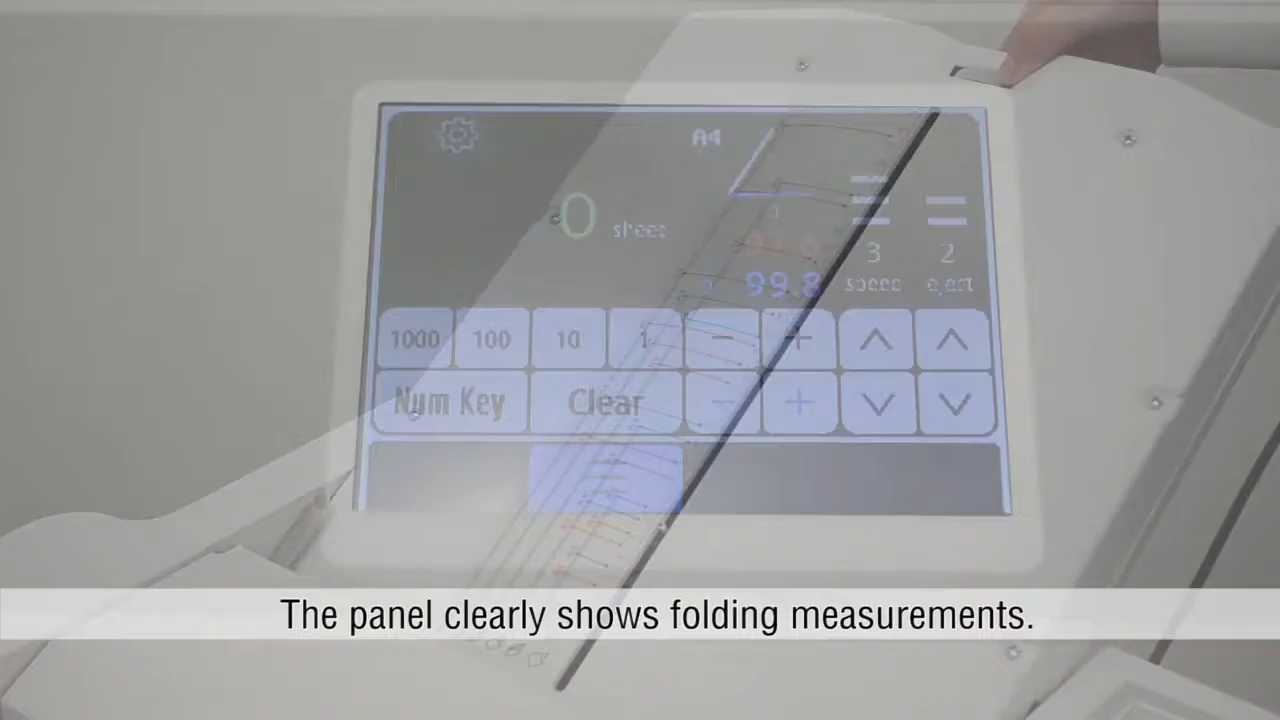 A4
0 sheet
3 2
99.8 speed eject
1000 100 10 1 - +
Num Key Clear - +
The panel clearly shows folding measurements.